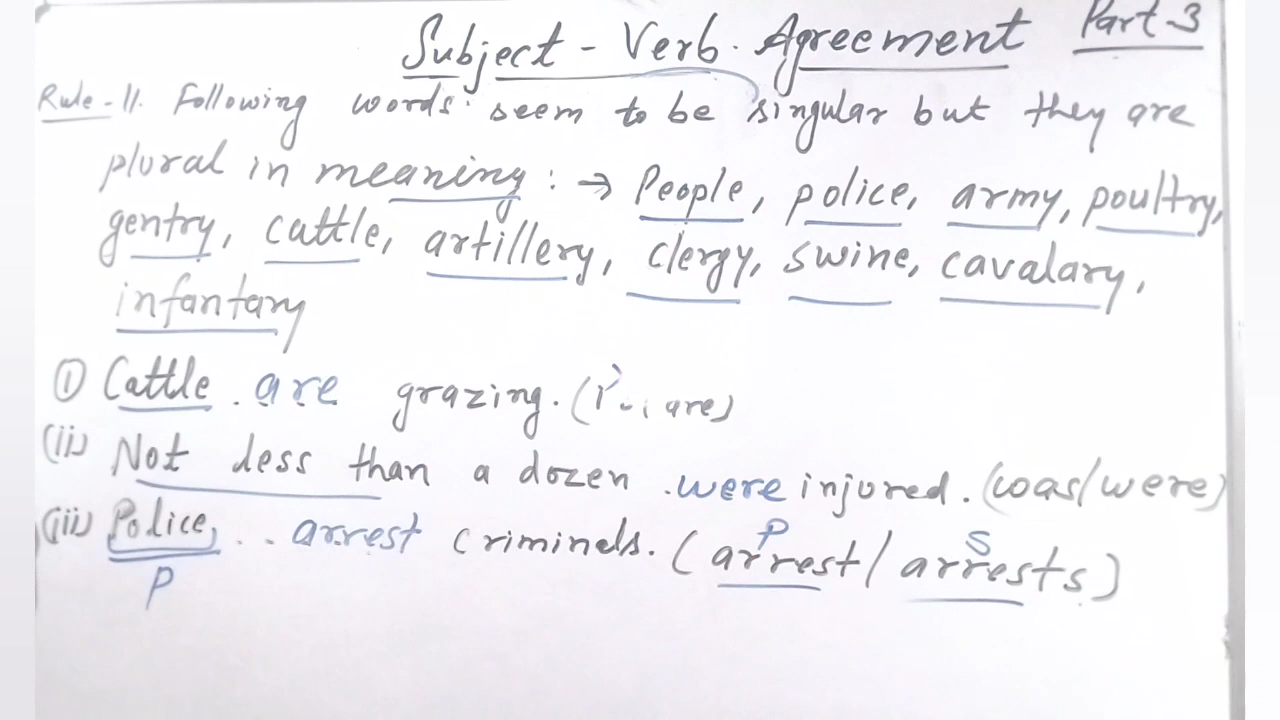 Subject - Verb. Agreement Part-3
Rule-11. Following words seem to be singular but they are
plural in meaning : → People, police, army, poultry,
gentry, cattle, artillery, clergy, swine, cavalary,
infantary
① Cattle . are grazing. ( are)
(ii) Not less than a dozen .were injured. (was/were)
(iii) Police, .. arrest criminals. (arrest/arrests)
P P S